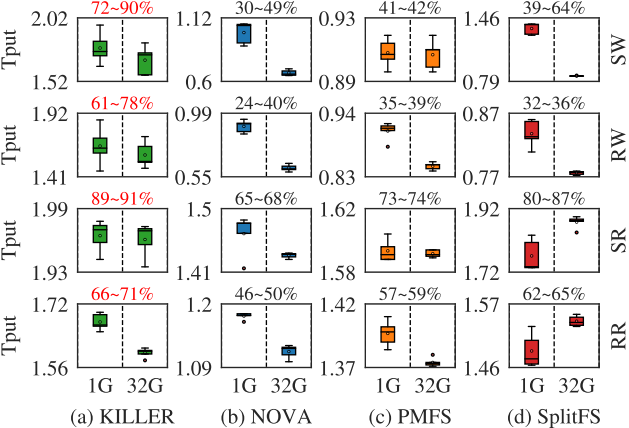 72~90% 30~49% 41~42% 39~64%
Tput 2.02 1.12 0.93 1.46 SW
1.52 0.6 0.89 0.79
61~78% 24~40% 35~39% 32~36%
Tput 1.92 0.99 0.94 0.87 RW
1.41 0.55 0.83 0.77
89~91% 65~68% 73~74% 80~87%
Tput 1.99 1.5 1.62 1.92 SR
1.93 1.41 1.58 1.72
66~71% 46~50% 57~59% 62~65%
Tput 1.72 1.2 1.42 1.57 RR
1.56 1.09 1.37 1.46
1G 32G 1G 32G 1G 32G 1G 32G
(a) KILLER (b) NOVA (c) PMFS (d) SplitFS